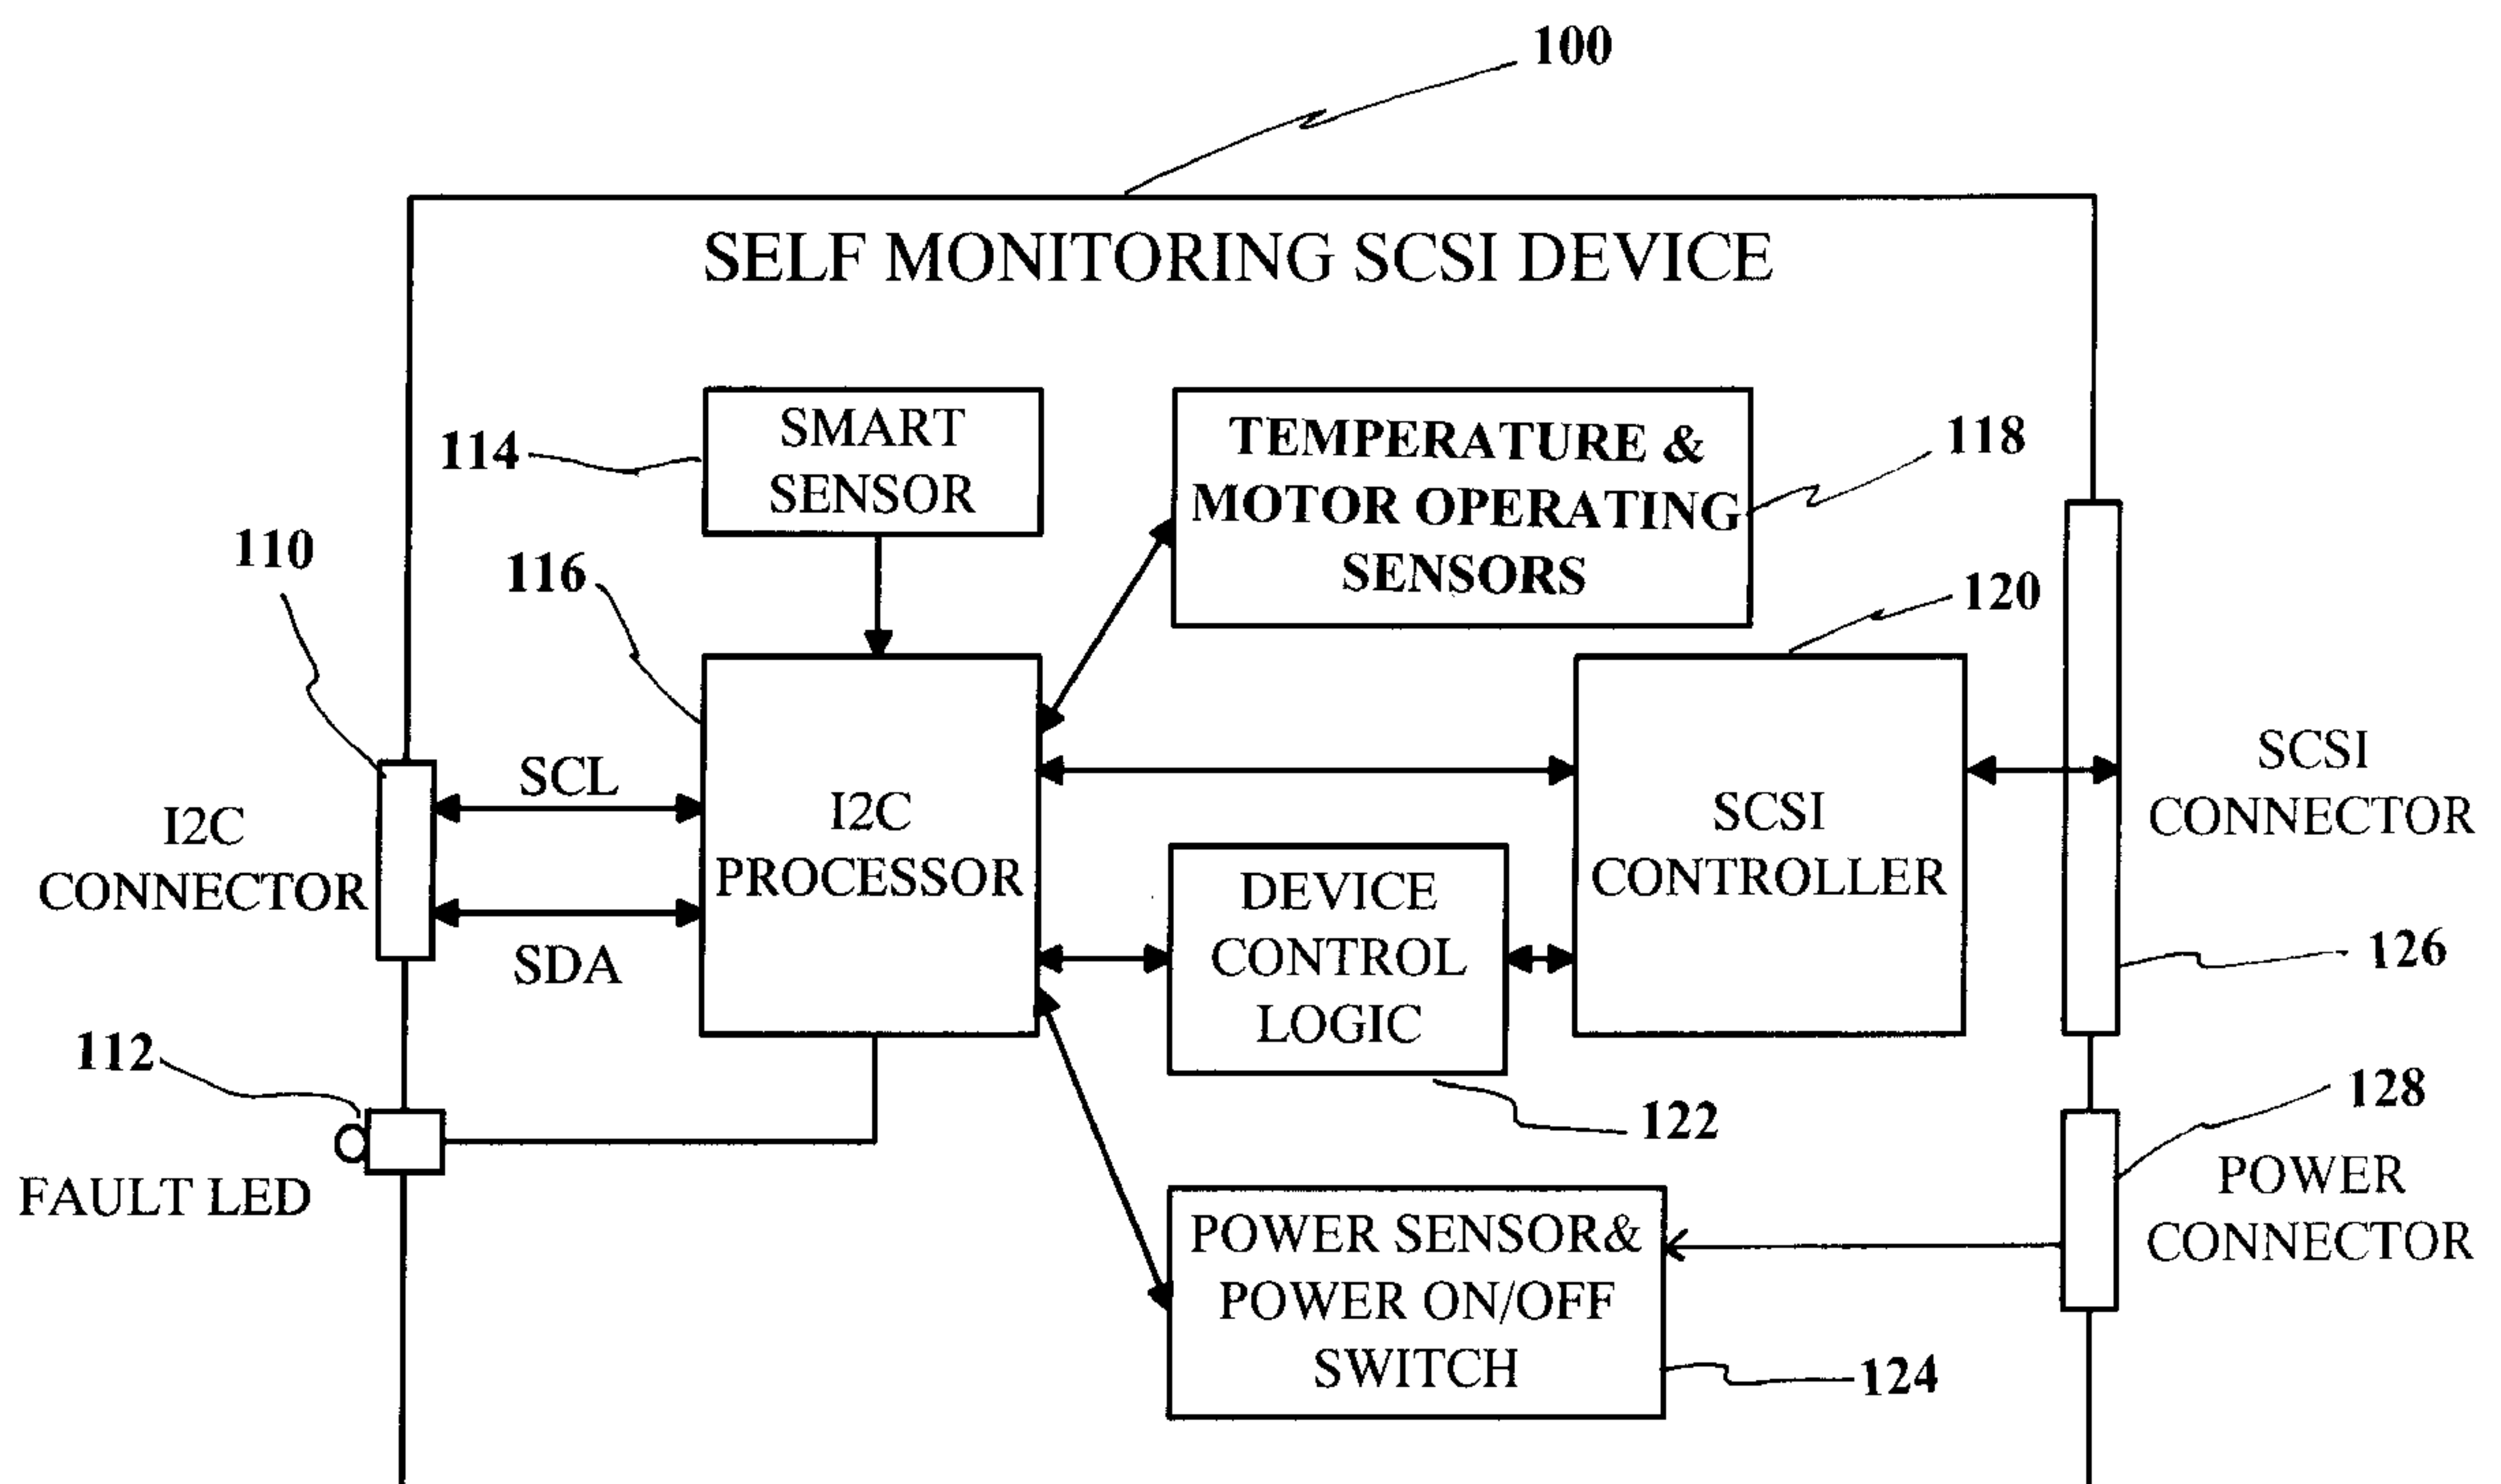 100
SELF MONITORING SCSI DEVICE
114
SMART
SENSOR
TEMPERATURE &
MOTOR OPERATING
SENSORS
118
110
116
120
I2C
CONNECTOR
SCL
SDA
I2C
PROCESSOR
DEVICE
CONTROL
LOGIC
SCSI
CONTROLLER
SCSI
CONNECTOR
126
112
FAULT LED
122
128
POWER
CONNECTOR
POWER SENSOR&
POWER ON/OFF
SWITCH
124